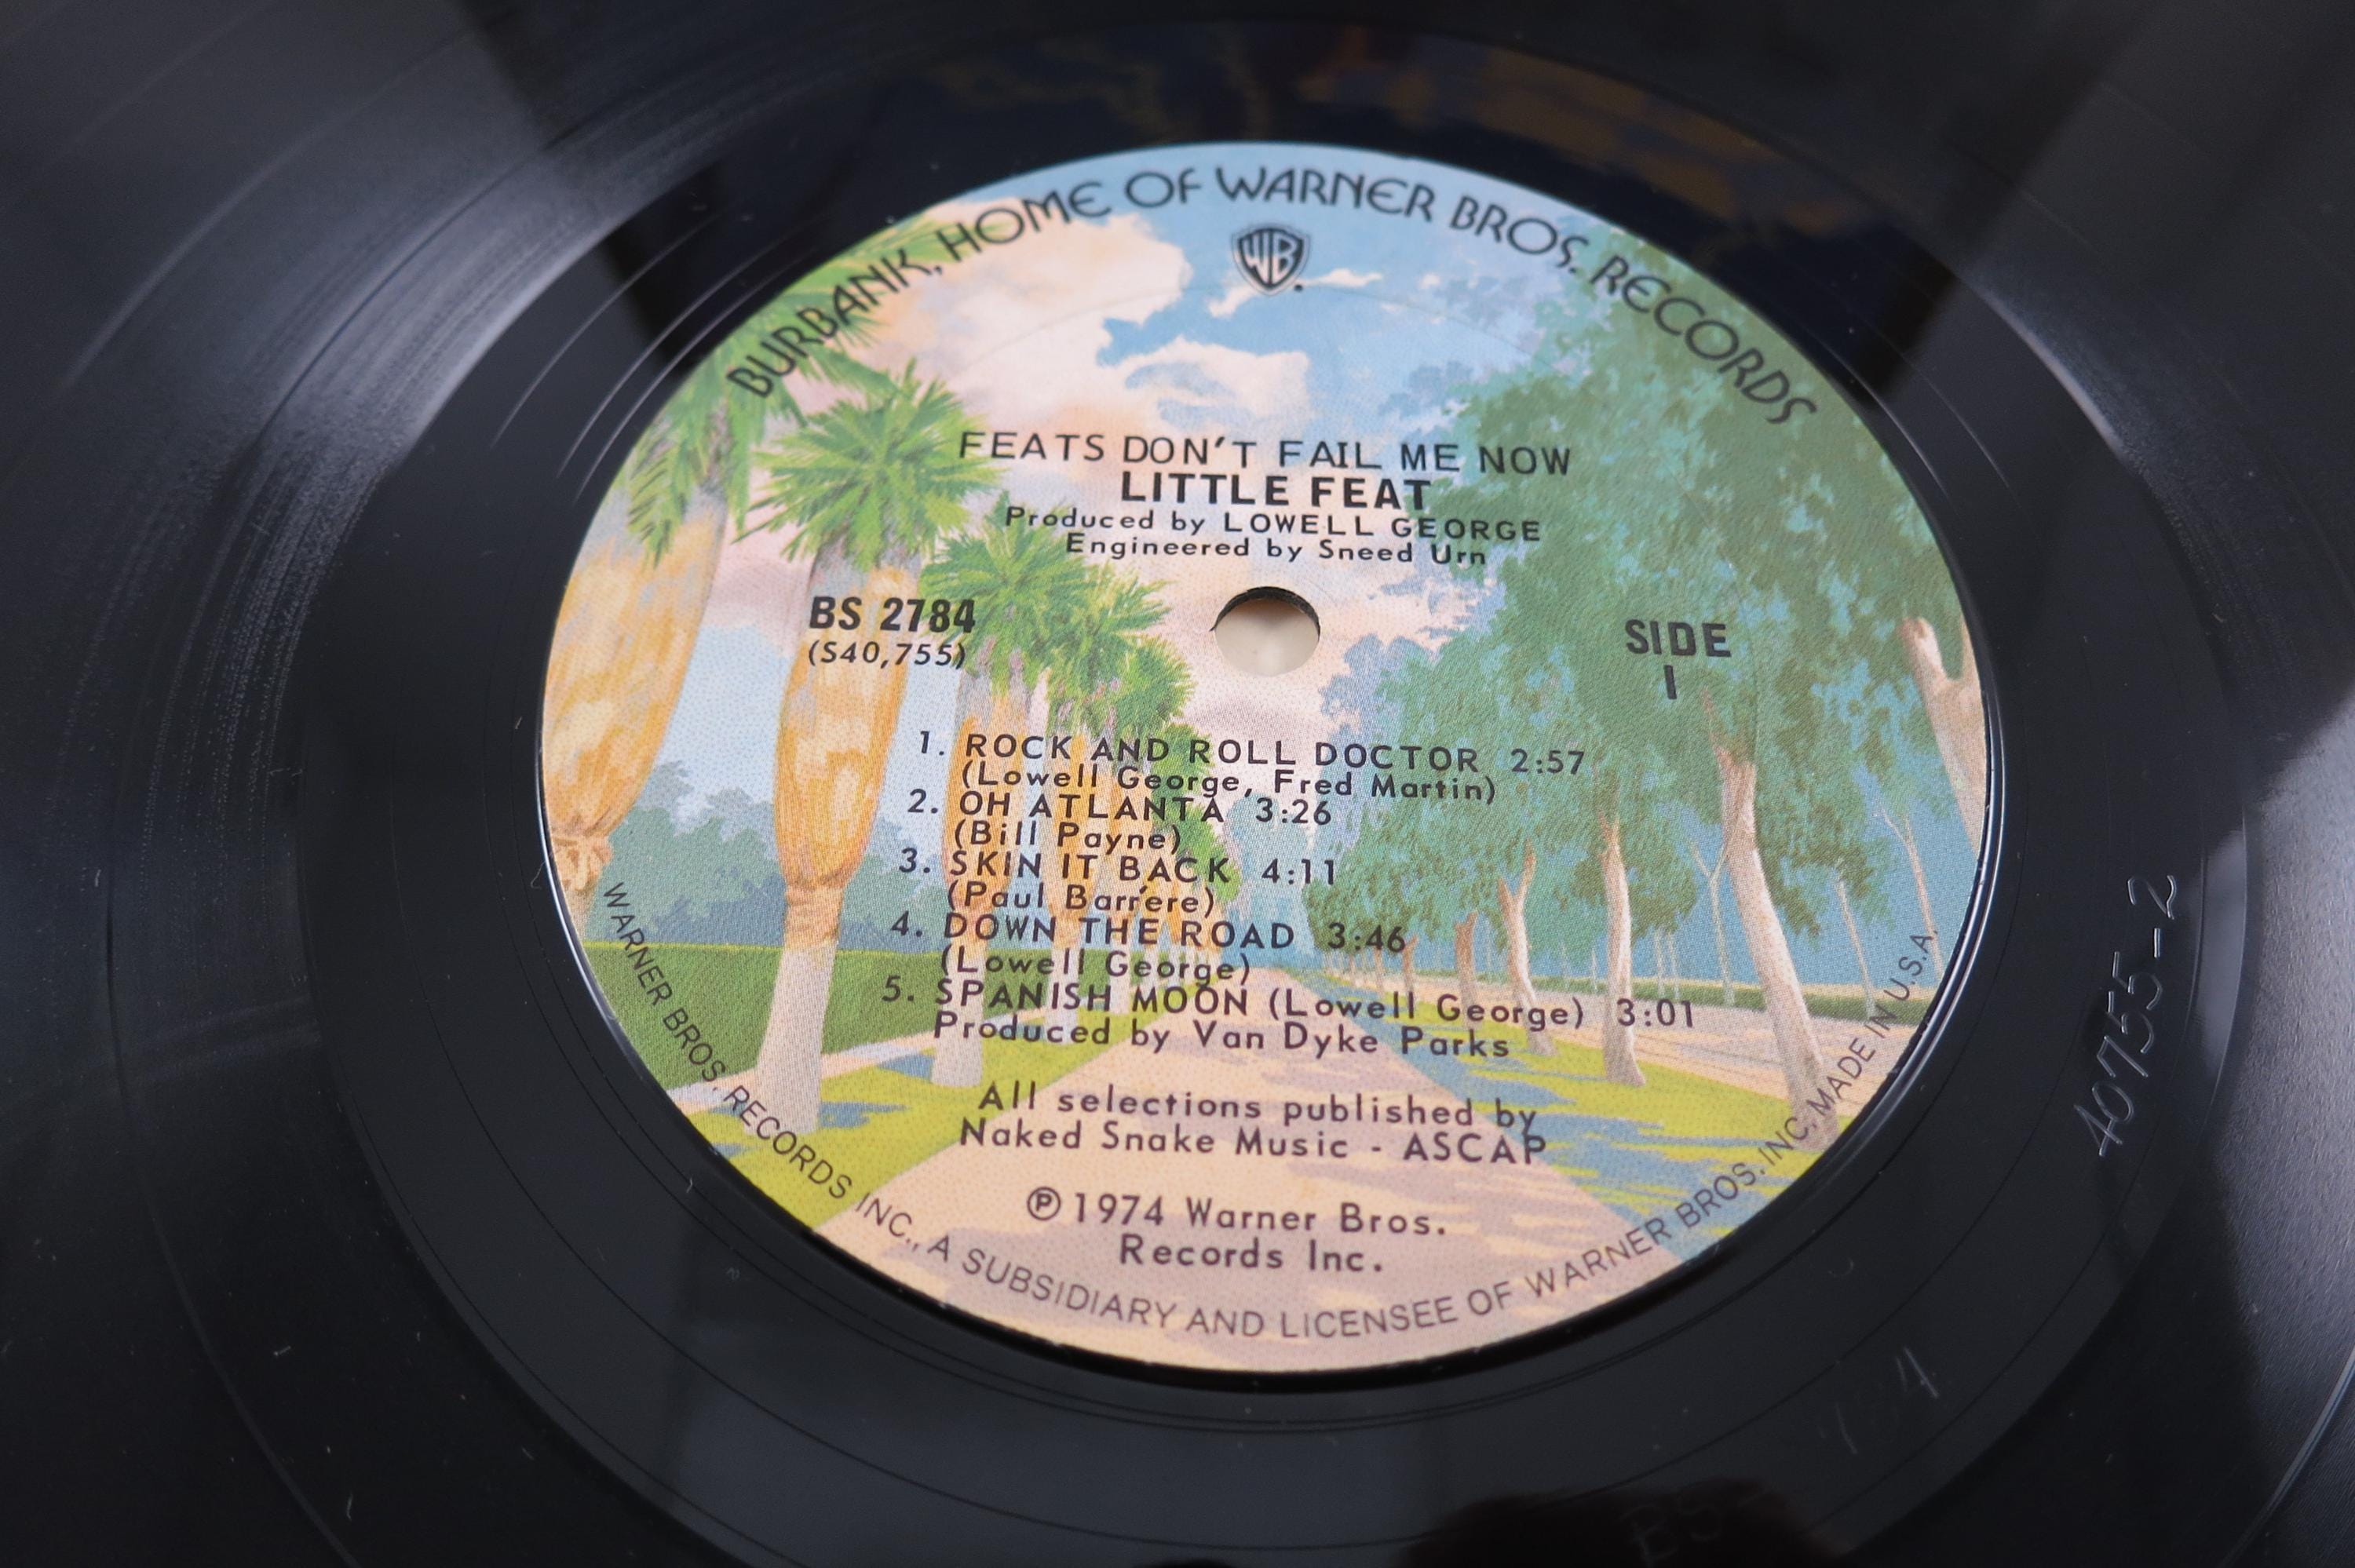 BURBANK, HOME OF WARNER BROS. RECORDS
WB
FEATS DON'T FAIL ME NOW
LITTLE FEAT
Produced by LOWELL GEORGE
Engineered by Sneed Urn
BS 2784
(S40,755)
SIDE
1
1. ROCK AND ROLL DOCTOR 2:57
(Lowell George, Fred Martin)
2. OH ATLANTA 3:26
(Bill Payne)
3. SKIN IT BACK 4:11
(Paul Barrére)
4. DOWN THE ROAD 3:46
(Lowell George)
5. SPANISH MOON (Lowell George) 3:01
Produced by Van Dyke Parks
All selections published by
Naked Snake Music - ASCAP
℗ 1974 Warner Bros.
Records Inc.
WARNER BROS. RECORDS INC., A SUBSIDIARY AND LICENSEE OF WARNER BROS. INC. MADE IN U.S.A.
40755-2